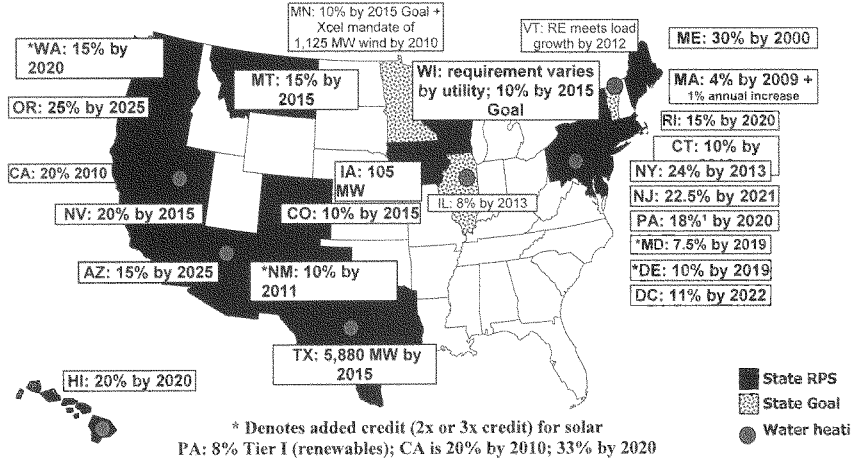 MN: 10% by 2015 Goal +
Xcel mandate of
1,125 MW wind by 2010
VT: RE meets load
growth by 2012
ME: 30% by 2000
*WA: 15% by
2020
MT: 15% by
2015
WI: requirement varies
by utility; 10% by 2015
Goal
MA: 4% by 2009 +
1% annual increase
OR: 25% by 2025
RI: 15% by 2020
CT: 10% by
CA: 20% 2010
IA: 105
MW
NY: 24% by 2013
IL: 8% by 2013
NJ: 22.5% by 2021
NV: 20% by 2015
CO: 10% by 2015
PA: 18%¹ by 2020
*MD: 7.5% by 2019
AZ: 15% by 2025
*NM: 10% by
2011
*DE: 10% by 2019
DC: 11% by 2022
TX: 5,880 MW by
2015
HI: 20% by 2020
State RPS
State Goal
Water heati
* Denotes added credit (2x or 3x credit) for solar
PA: 8% Tier I (renewables); CA is 20% by 2010; 33% by 2020